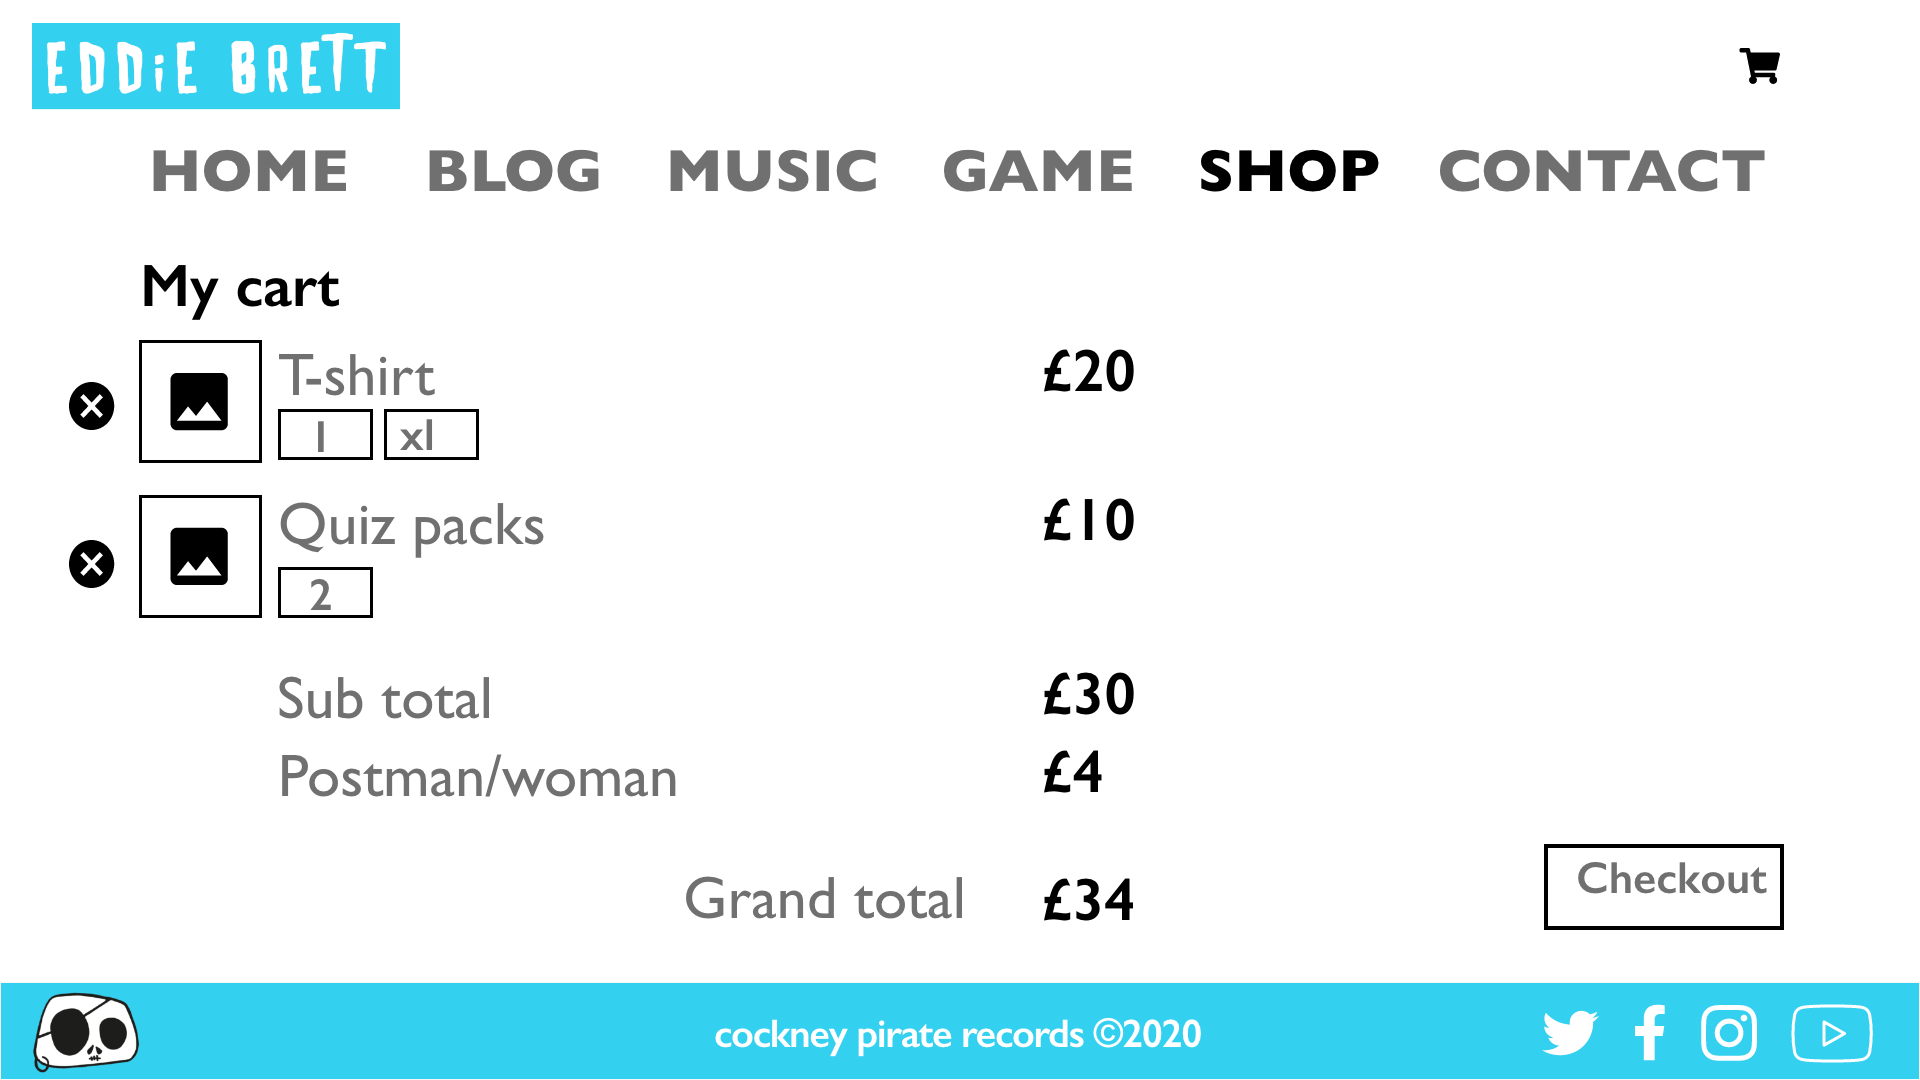 EDDiE BRETT
HOME BLOG MUSIC GAME SHOP CONTACT
My cart
T-shirt £20
1 xl
Quiz packs £10
2
Sub total £30
Postman/woman £4
Grand total £34
Checkout
cockney pirate records ©2020